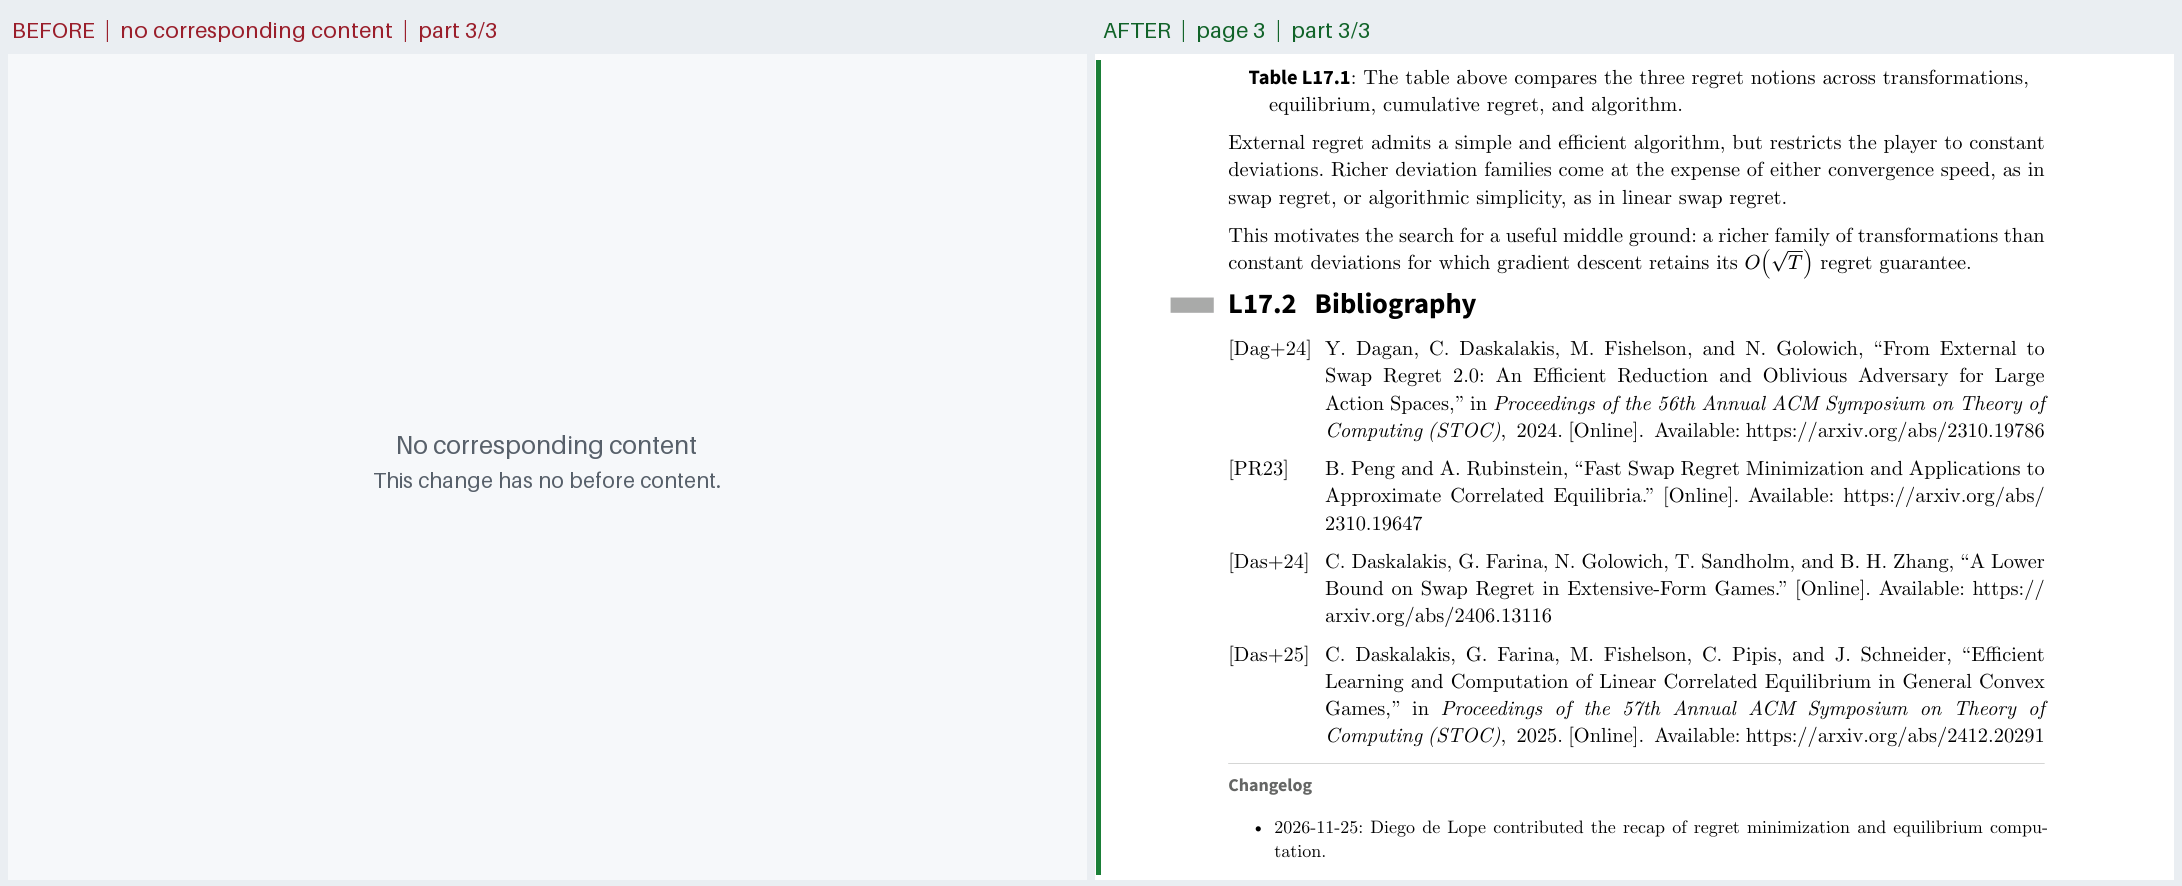 BEFORE | no corresponding content | part 3/3
No corresponding content
This change has no before content.
AFTER | page 3 | part 3/3
Table L17.1: The table above compares the three regret notions across transformations,
equilibrium, cumulative regret, and algorithm.
External regret admits a simple and efficient algorithm, but restricts the player to constant
deviations. Richer deviation families come at the expense of either convergence speed, as in
swap regret, or algorithmic simplicity, as in linear swap regret.
This motivates the search for a useful middle ground: a richer family of transformations than
constant deviations for which gradient descent retains its O(√T) regret guarantee.
L17.2 Bibliography
[Dag+24] Y. Dagan, C. Daskalakis, M. Fishelson, and N. Golowich, “From External to
Swap Regret 2.0: An Efficient Reduction and Oblivious Adversary for Large
Action Spaces,” in Proceedings of the 56th Annual ACM Symposium on Theory of
Computing (STOC), 2024. [Online]. Available: https://arxiv.org/abs/2310.19786
[PR23] B. Peng and A. Rubinstein, “Fast Swap Regret Minimization and Applications to
Approximate Correlated Equilibria.” [Online]. Available: https://arxiv.org/abs/
2310.19647
[Das+24] C. Daskalakis, G. Farina, N. Golowich, T. Sandholm, and B. H. Zhang, “A Lower
Bound on Swap Regret in Extensive-Form Games.” [Online]. Available: https://
arxiv.org/abs/2406.13116
[Das+25] C. Daskalakis, G. Farina, M. Fishelson, C. Pipis, and J. Schneider, “Efficient
Learning and Computation of Linear Correlated Equilibrium in General Convex
Games,” in Proceedings of the 57th Annual ACM Symposium on Theory of
Computing (STOC), 2025. [Online]. Available: https://arxiv.org/abs/2412.20291
Changelog
• 2026-11-25: Diego de Lope contributed the recap of regret minimization and equilibrium compu-
tation.